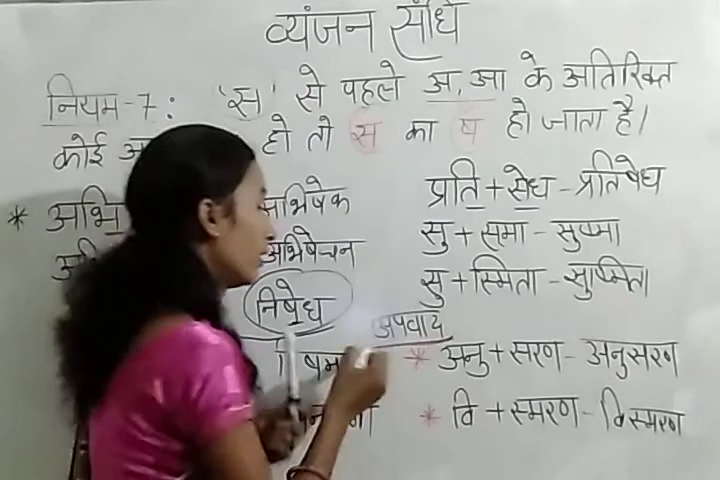 व्यंजन संधि
नियम-7: 'स' से पहले अ, आ के अतिरिक्त
कोई हो तो स का ष हो जाता है।
* अभि अभिषेक प्रति + सेध - प्रतिषेध
अभिषेचन सु + समा - सुषमा
सु + स्मिता - सुष्मिता
निषेध
अपवाद
* अनु + सरण - अनुसरण
* वि + स्मरण - विस्मरण